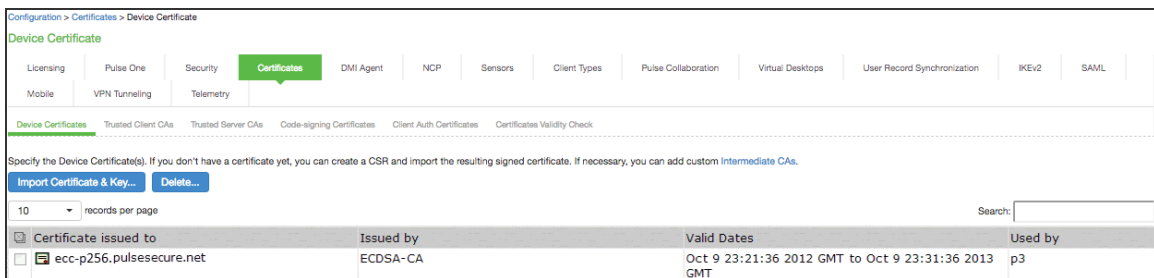 Configuration > Certificates > Device Certificate
Device Certificate
Licensing Pulse One Security Certificates DMI Agent NCP Sensors Client Types Pulse Collaboration Virtual Desktops User Record Synchronization IKEv2 SAML
Mobile VPN Tunneling Telemetry
Device Certificates Trusted Client CAs Trusted Server CAs Code-signing Certificates Client Auth Certificates Certificates Validity Check
Specify the Device Certificate(s). If you don't have a certificate yet, you can create a CSR and import the resulting signed certificate. If necessary, you can add custom Intermediate CAs.
Import Certificate & Key... Delete...
10 records per page Search:
Certificate issued to Issued by Valid Dates Used by
ecc-p256.pulsesecure.net ECDSA-CA Oct 9 23:21:36 2012 GMT to Oct 9 23:31:36 2013 p3
GMT